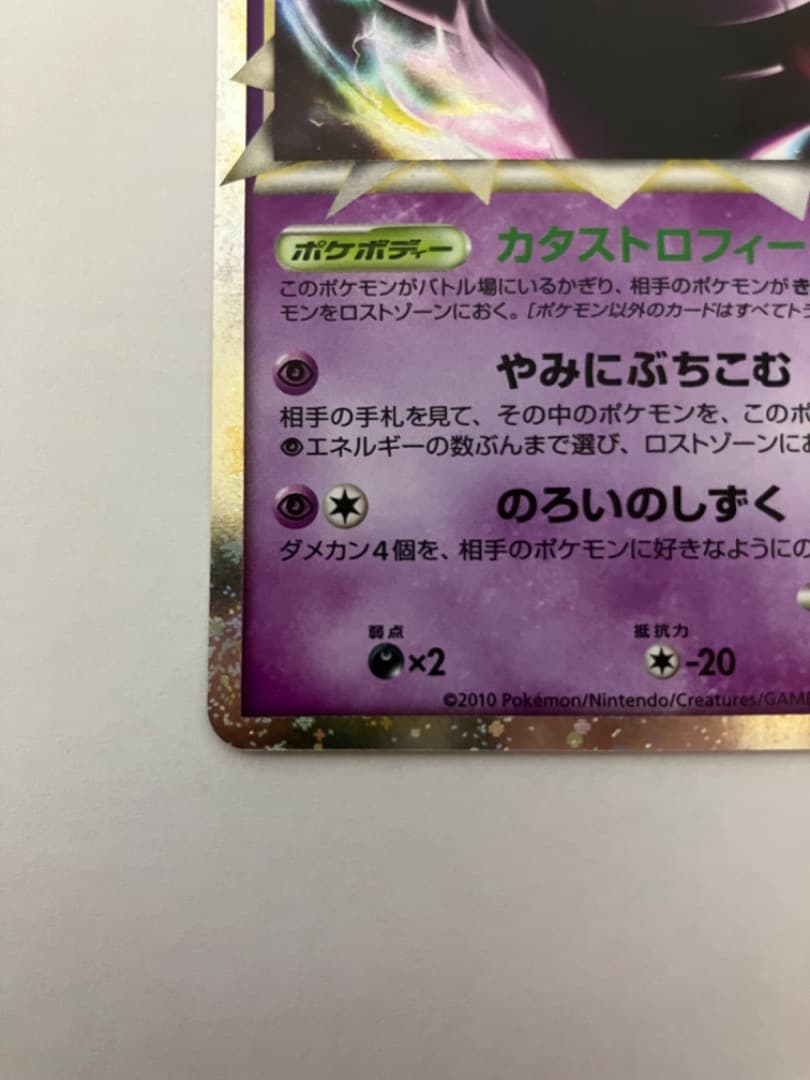 ポケボディー カタストロフィー
このポケモンがバトル場にいるかぎり、相手のポケモンがき
モンをロストゾーンにおく。[ポケモン以外のカードはすべてトラ
やみにぶちこむ
相手の手札を見て、その中のポケモンを、このポ
エネルギーの数ぶんまで選び、ロストゾーンにお
のろいのしずく
ダメカン4個を、相手のポケモンに好きなようにの
弱点 抵抗力
×2 -20
©2010 Pokémon/Nintendo/Creatures/GAME